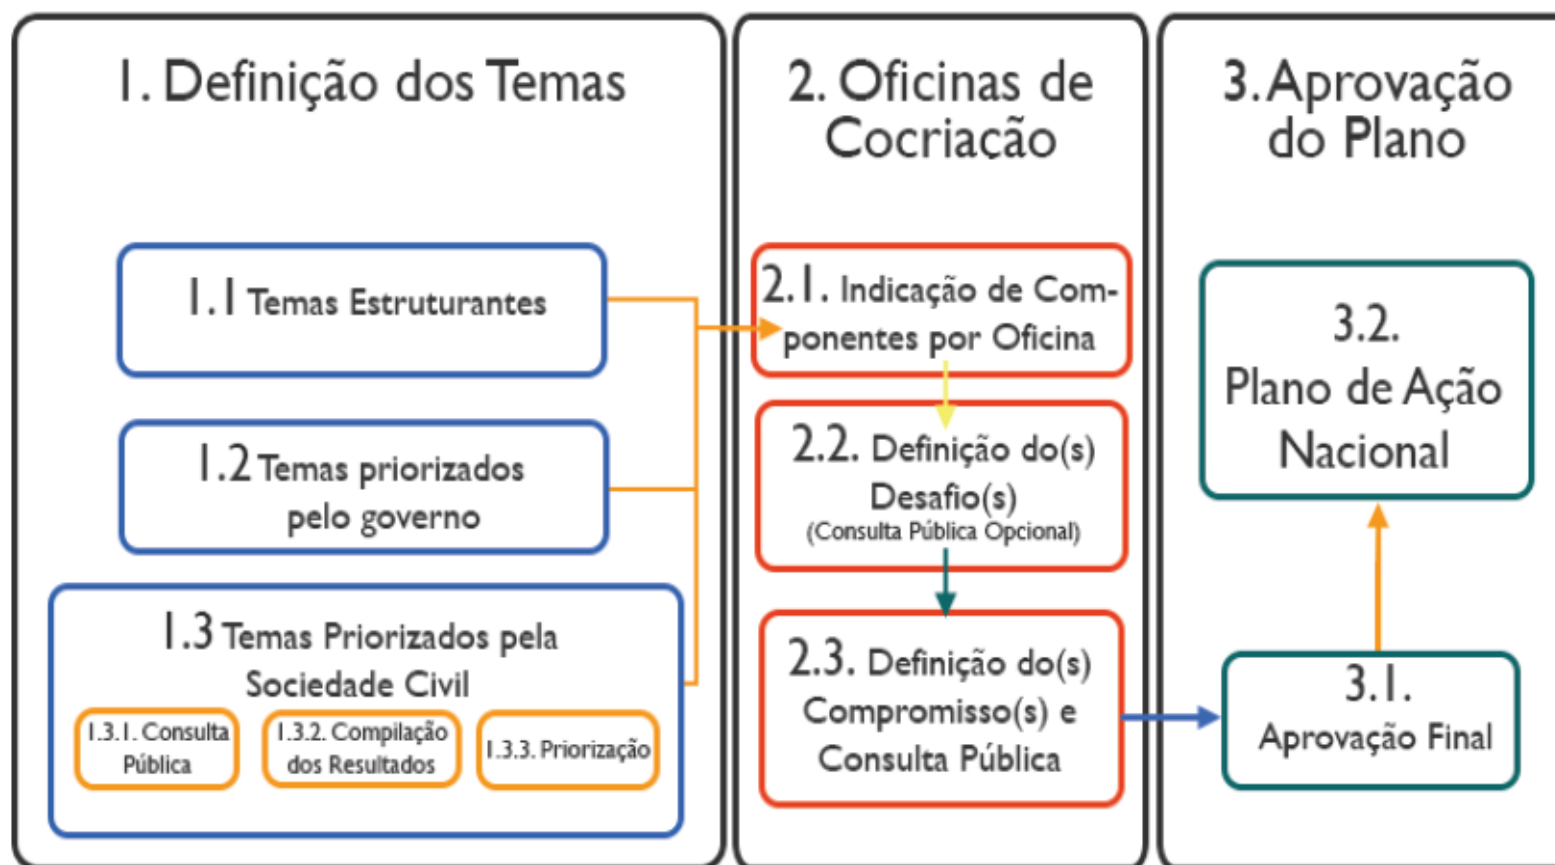 1. Definição dos Temas
1.1 Temas Estruturantes
1.2 Temas priorizados
pelo governo
1.3 Temas Priorizados pela
Sociedade Civil
1.3.1. Consulta
Pública
1.3.2. Compilação
dos Resultados
1.3.3. Priorização
2. Oficinas de
Cocriação
2.1. Indicação de Com-
ponentes por Oficina
2.2. Definição do(s)
Desafio(s)
(Consulta Pública Opcional)
2.3. Definição do(s)
Compromisso(s) e
Consulta Pública
3. Aprovação
do Plano
3.2.
Plano de Ação
Nacional
3.1.
Aprovação Final